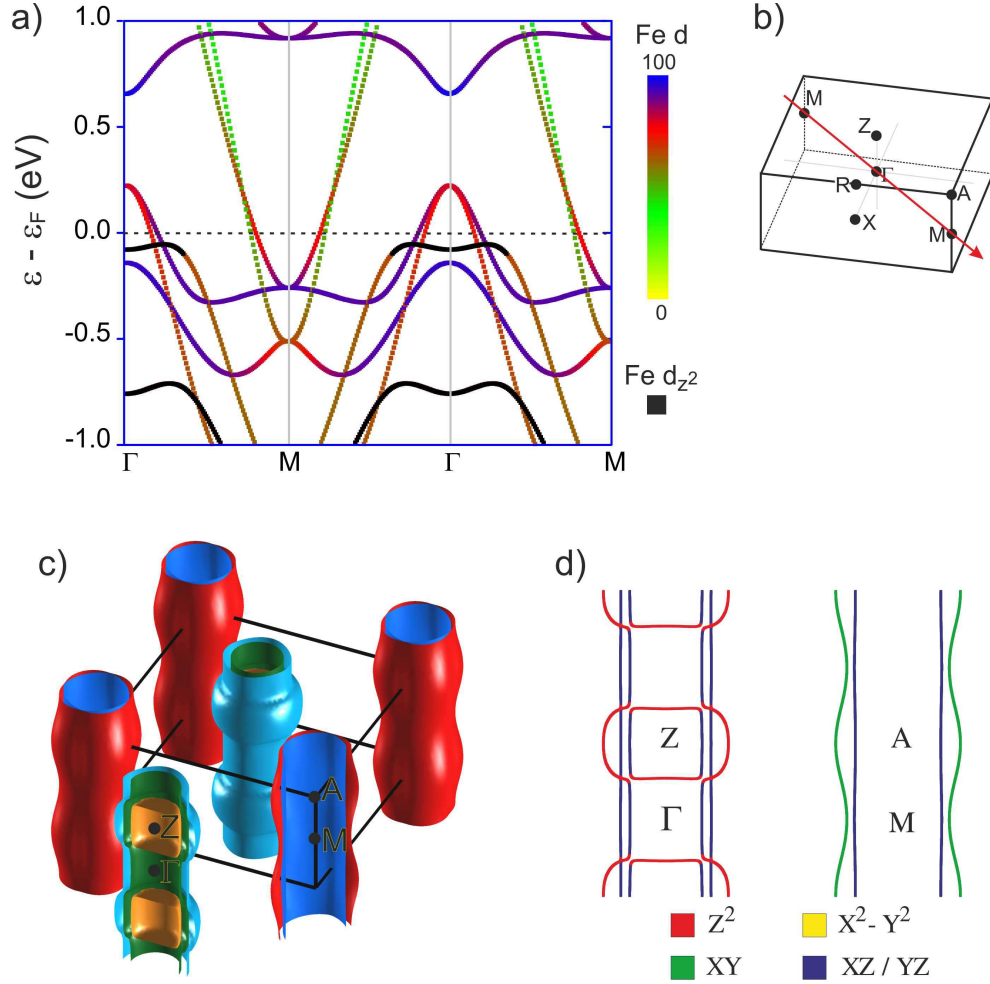 a)
Fe d
100
0
Fe d_z²
ε - ε_F (eV)
1.0
0.5
0.0
-0.5
-1.0
Γ M Γ M
b)
M
Z
Γ
R
A
X
M
c)
A
M
Z
Γ
d)
Z A
Γ M
Z² X² - Y²
XY XZ / YZ